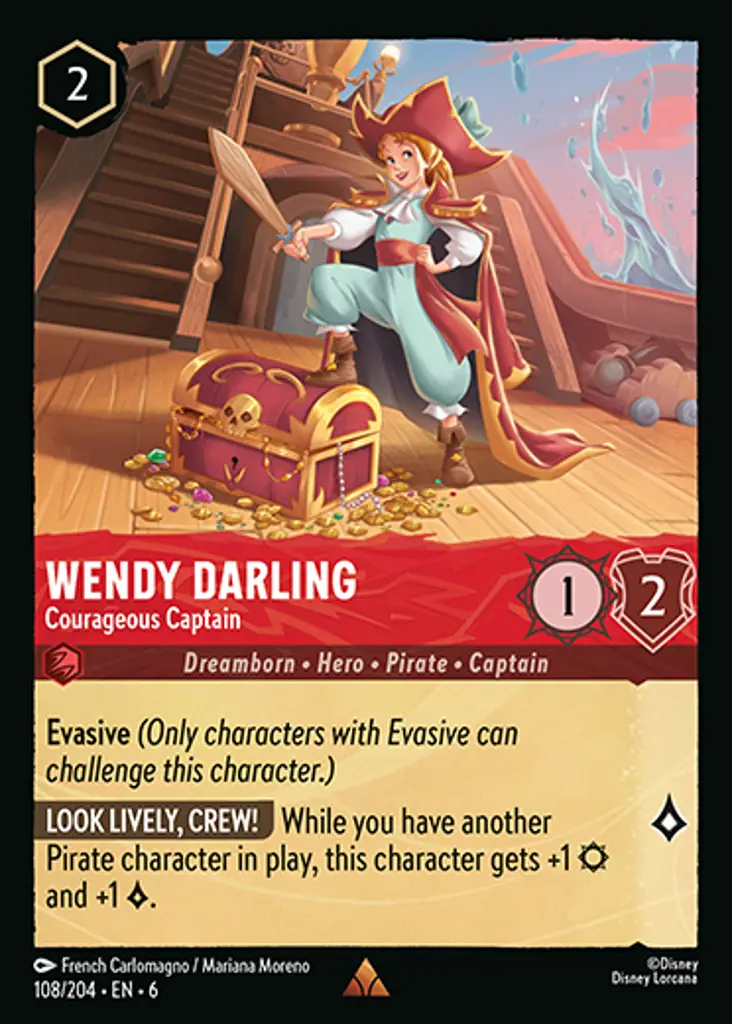 2
WENDY DARLING
Courageous Captain
1
2
Dreamborn • Hero • Pirate • Captain
Evasive (Only characters with Evasive can
challenge this character.)
LOOK LIVELY, CREW! While you have another
Pirate character in play, this character gets +1
and +1 .
French Carlomagno / Mariana Moreno
108/204 • EN • 6
©Disney
Disney Lorcana